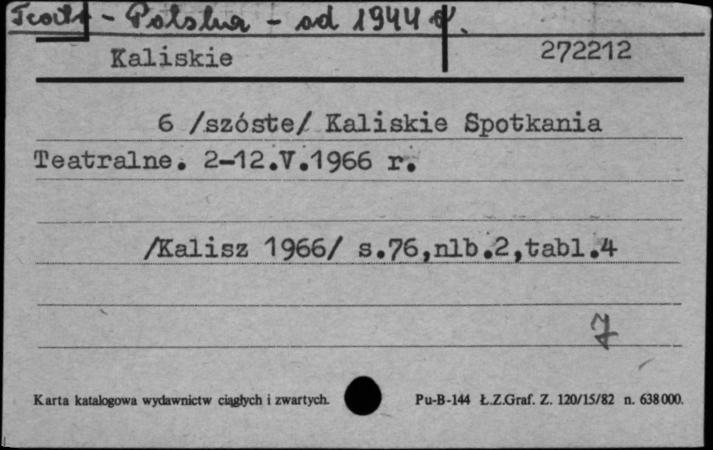 Teatr - Polska - od 1944 r.
Kaliskie 272212
6 /szóste/ Kaliskie Spotkania
Teatralne. 2-12.V.1966 r.
/Kalisz 1966/ s.76,nlb.2,tabl.4
Karta katalogowa wydawnictw ciągłych i zwartych. Pu-B-144 Ł.Z.Graf. Z. 120/15/82 n. 638000.